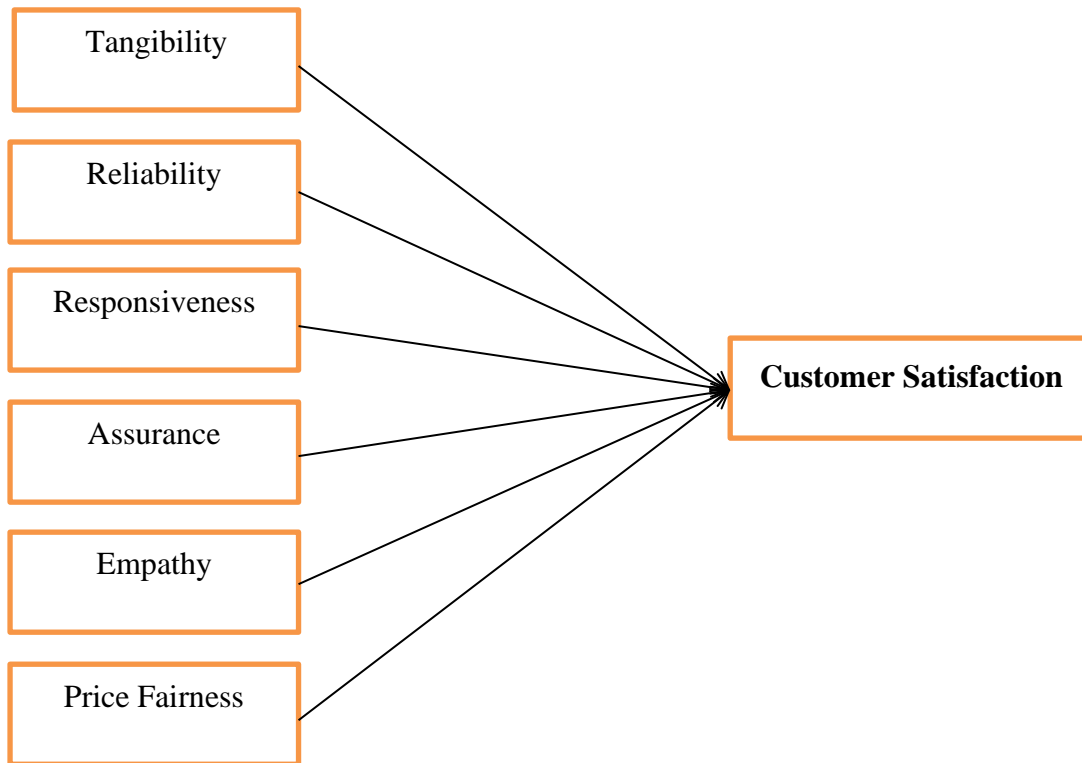 Tangibility
Reliability
Responsiveness
Customer Satisfaction
Assurance
Empathy
Price Fairness